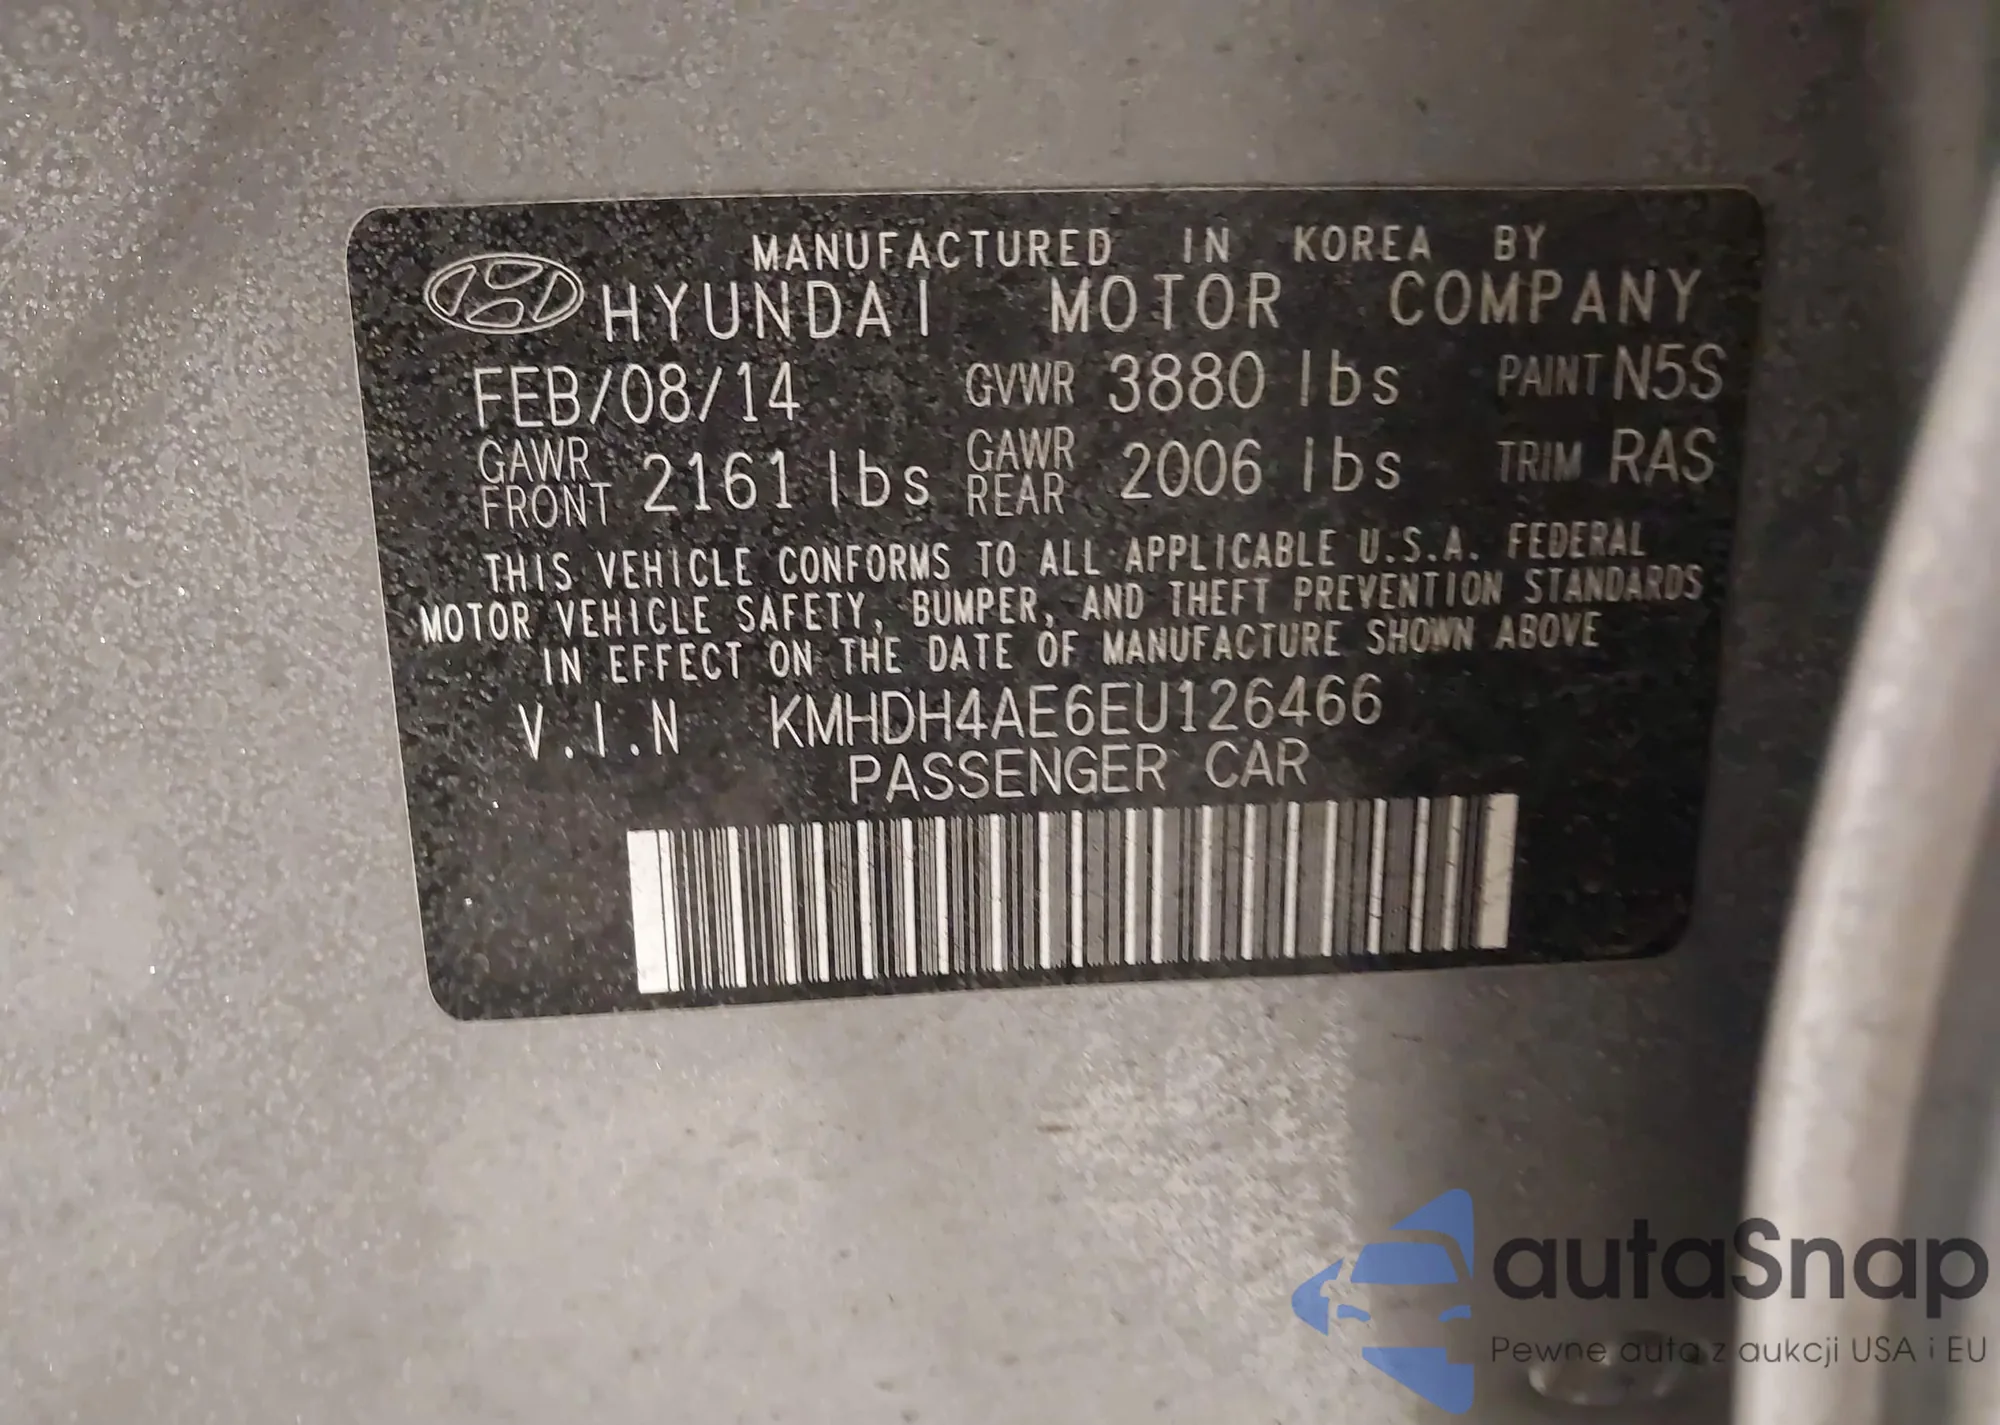 MANUFACTURED IN KOREA BY
HYUNDAI MOTOR COMPANY
FEB/08/14 GVWR 3880 lbs PAINT N5S
GAWR FRONT 2161 lbs GAWR REAR 2006 lbs TRIM RAS
THIS VEHICLE CONFORMS TO ALL APPLICABLE U.S.A. FEDERAL
MOTOR VEHICLE SAFETY, BUMPER, AND THEFT PREVENTION STANDARDS
IN EFFECT ON THE DATE OF MANUFACTURE SHOWN ABOVE
V.I.N KMHDH4AE6EU126466
PASSENGER CAR
autaSnap
Pewne auta z aukcji USA i EU